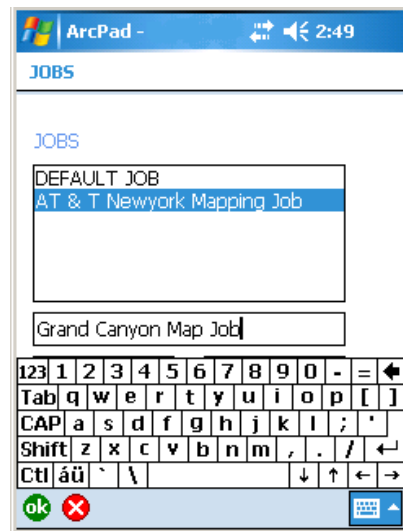 ArcPad - 2:49
JOBS
JOBS
DEFAULT JOB
AT & T Newyork Mapping Job
Grand Canyon Map Job
123 1 2 3 4 5 6 7 8 9 0 - =
Tab q w e r t y u i o p [ ]
CAP a s d f g h j k l ; '
Shift z x c v b n m , . /
Ctl áü ` \
ok